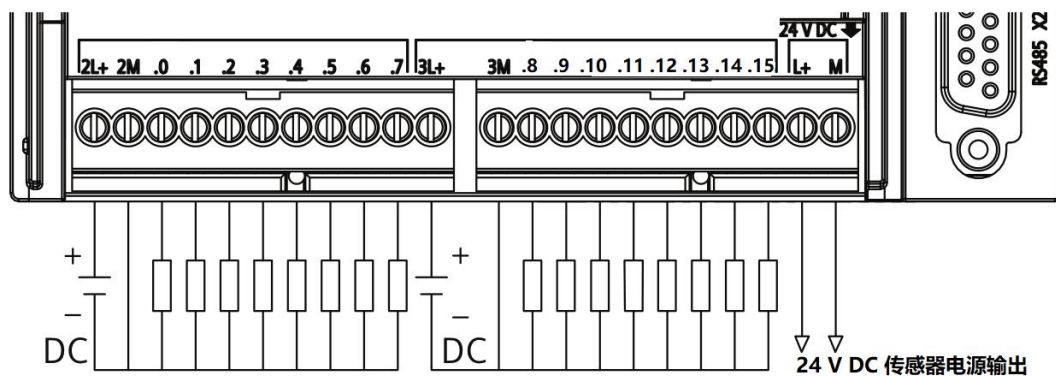 24 V DC
RS485 X2
2L+ 2M .0 .1 .2 .3 .4 .5 .6 .7 3L+ 3M .8 .9 .10 .11 .12 .13 .14 .15 L+ M
+ +
− −
DC DC
24 V DC 传感器电源输出